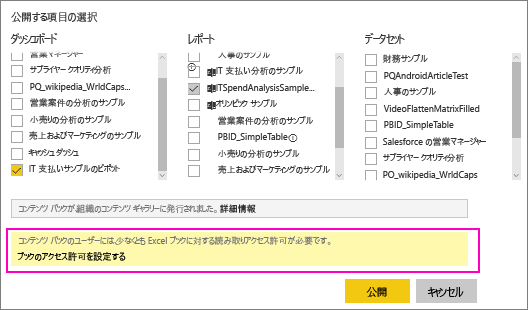 公開する項目の選択
ダッシュボード
営業マネージャー
サプライヤー クオリティ分析
PQ_wikipedia_WrldCaps...
営業案件の分析のサンプル
小売りの分析のサンプル
売上およびマーケティングのサンプル
キャッシュ ダッシュ
IT 支払いサンプルのピボット
レポート
人事のサンプル
IT 支払い分析のサンプル
ITSpendAnalysisSample...
オリンピック サンプル
営業案件の分析のサンプル
PBID_SimpleTable
小売りの分析のサンプル
売上およびマーケティングのサンプル
データセット
財務サンプル
PQAndroidArticleTest
人事のサンプル
VideoFlattenMatrixFilled
PBID_SimpleTable
Salesforce の営業マネージャー
サプライヤー クオリティ分析
PO_wikipedia_WrldCaps
コンテンツ パックが組織のコンテンツ ギャラリーに発行されました。詳細情報
コンテンツ パックのユーザーには、少なくとも Excel ブックに対する読み取りアクセス許可が必要です。
ブックのアクセス許可を設定する
公開
キャンセル